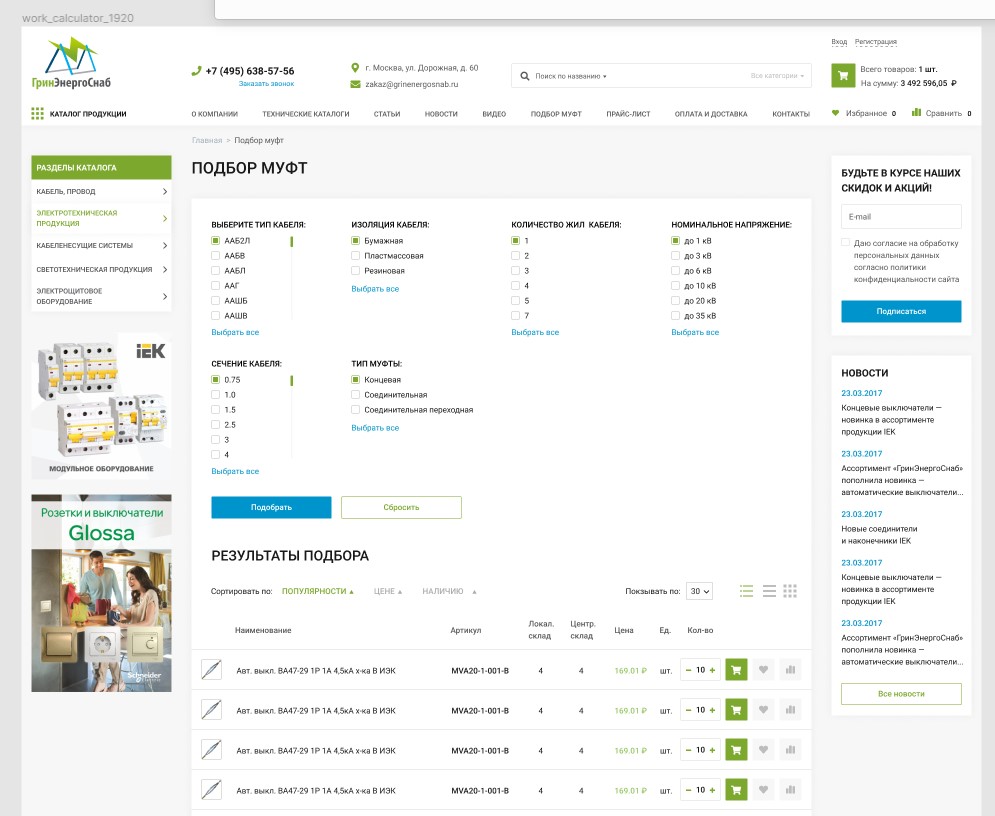 work_calculator_1920
ГринЭнергоСнаб
+7 (495) 638-57-56
Заказать звонок
г. Москва, ул. Дорожная, д. 60
zakaz@grinenergosnab.ru
Поиск по названию
Все категории
Вход Регистрация
Всего товаров: 1 шт.
На сумму: 3 492 596,05 ₽
КАТАЛОГ ПРОДУКЦИИ
О КОМПАНИИ ТЕХНИЧЕСКИЕ КАТАЛОГИ СТАТЬИ НОВОСТИ ВИДЕО ПОДБОР МУФТ ПРАЙС-ЛИСТ ОПЛАТА И ДОСТАВКА КОНТАКТЫ
Избранное 0 Сравнить 0
Главная > Подбор муфт
РАЗДЕЛЫ КАТАЛОГА
КАБЕЛЬ, ПРОВОД
ЭЛЕКТРОТЕХНИЧЕСКАЯ
ПРОДУКЦИЯ
КАБЕЛЕНЕСУЩИЕ СИСТЕМЫ
СВЕТОТЕХНИЧЕСКАЯ ПРОДУКЦИЯ
ЭЛЕКТРОЩИТОВОЕ
ОБОРУДОВАНИЕ
IEK
МОДУЛЬНОЕ ОБОРУДОВАНИЕ
Розетки и выключатели
Glossa
Schneider
Electric
ПОДБОР МУФТ
ВЫБЕРИТЕ ТИП КАБЕЛЯ:
ААБ2Л
ААБВ
ААБЛ
ААГ
ААШБ
ААШВ
Выбрать все
ИЗОЛЯЦИЯ КАБЕЛЯ:
Бумажная
Пластмассовая
Резиновая
Выбрать все
КОЛИЧЕСТВО ЖИЛ КАБЕЛЯ:
1
2
3
4
5
7
Выбрать все
НОМИНАЛЬНОЕ НАПРЯЖЕНИЕ:
до 1 кВ
до 3 кВ
до 6 кВ
до 10 кВ
до 20 кВ
до 35 кВ
Выбрать все
СЕЧЕНИЕ КАБЕЛЯ:
0.75
1.0
1.5
2.5
3
4
Выбрать все
ТИП МУФТЫ:
Концевая
Соединительная
Соединительная переходная
Выбрать все
Подобрать
Сбросить
РЕЗУЛЬТАТЫ ПОДБОРА
Сортировать по: ПОПУЛЯРНОСТИ ЦЕНЕ НАЛИЧИЮ Покзывать по: 30
Наименование Артикул Локал. склад Центр. склад Цена Ед. Кол-во
Авт. выкл. ВА47-29 1Р 1А 4,5кА х-ка В ИЭК MVA20-1-001-B 4 4 169.01 ₽ шт. − 10 +
Авт. выкл. ВА47-29 1Р 1А 4,5кА х-ка В ИЭК MVA20-1-001-B 4 4 169.01 ₽ шт. − 10 +
Авт. выкл. ВА47-29 1Р 1А 4,5кА х-ка В ИЭК MVA20-1-001-B 4 4 169.01 ₽ шт. − 10 +
Авт. выкл. ВА47-29 1Р 1А 4,5кА х-ка В ИЭК MVA20-1-001-B 4 4 169.01 ₽ шт. − 10 +
БУДЬТЕ В КУРСЕ НАШИХ
СКИДОК И АКЦИЙ!
E-mail
Даю согласие на обработку
персональных данных
согласно политики
конфиденциальности сайта
Подписаться
НОВОСТИ
23.03.2017
Концевые выключатели —
новинка в ассортименте
продукции IEK
23.03.2017
Ассортимент «ГринЭнергоСнаб»
пополнила новинка —
автоматические выключатели...
23.03.2017
Новые соединители
и наконечники IEK
23.03.2017
Концевые выключатели —
новинка в ассортименте
продукции IEK
23.03.2017
Ассортимент «ГринЭнергоСнаб»
пополнила новинка —
автоматические выключатели...
Все новости